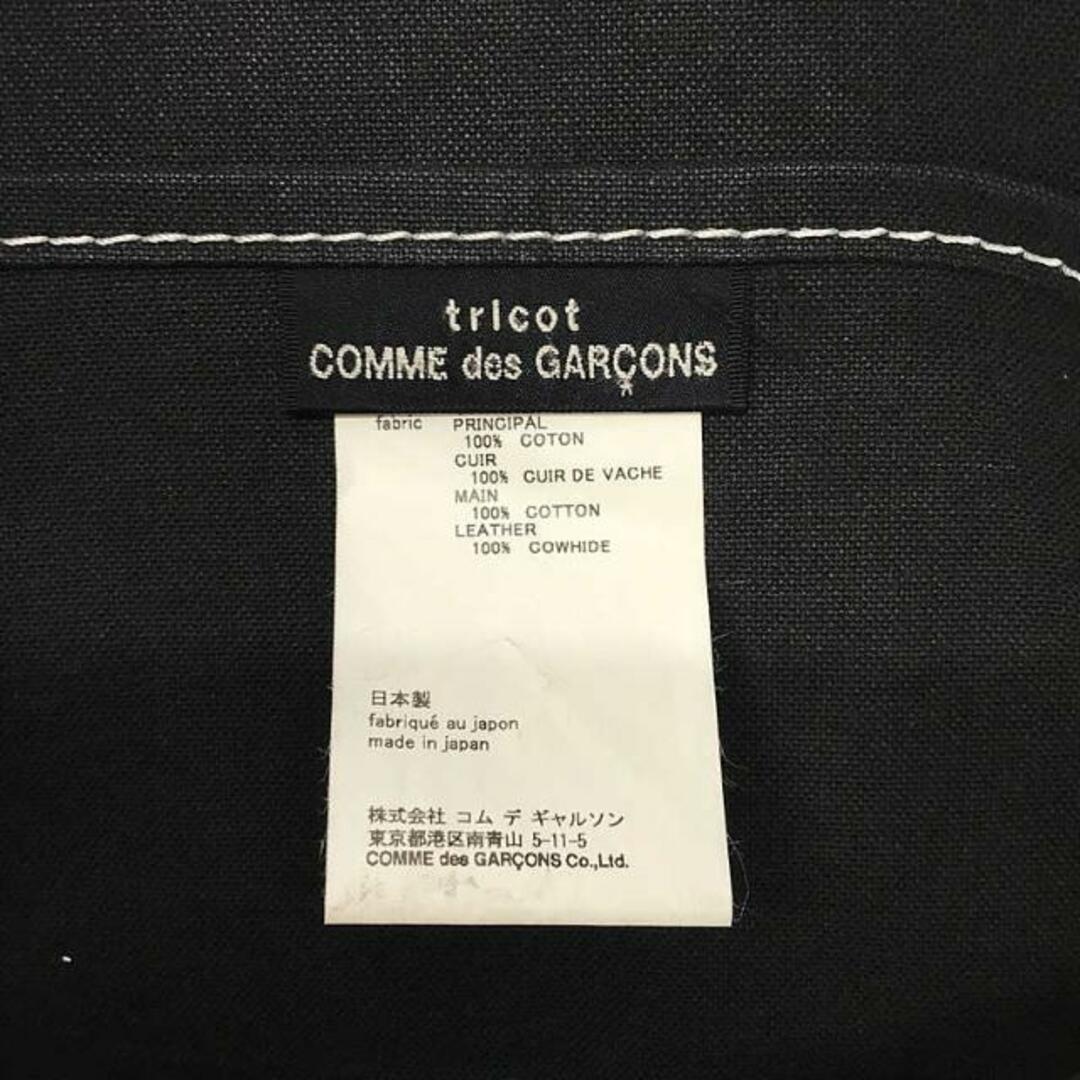 tricot
COMME des GARÇONS
fabric PRINCIPAL
100% COTON
CUIR
100% CUIR DE VACHE
MAIN
100% COTTON
LEATHER
100% COWHIDE
日本製
fabriqué au japon
made in japan
株式会社 コム デ ギャルソン
東京都港区南青山 5-11-5
COMME des GARÇONS Co.,Ltd.